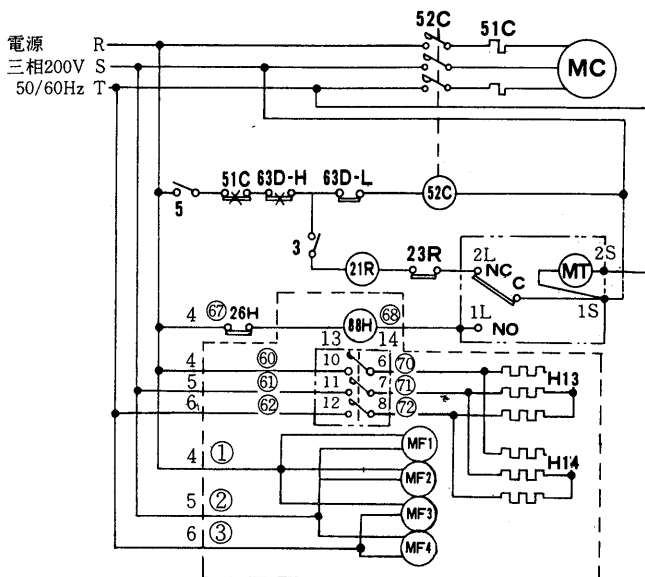 52C 51C
電源 R
三相200V S MC
50/60Hz T
51C 63D-H 63D-L
5 52C
3 23R 2L 2S
21R NC C MT
4 ㊿+17 26H 88H 68 1L NO 1S
13 14
4 60 10 6 70 H13
5 61 11 7 71
6 62 12 8 72
H14
MF1
4 ① MF2
5 ② MF3
6 ③ MF4